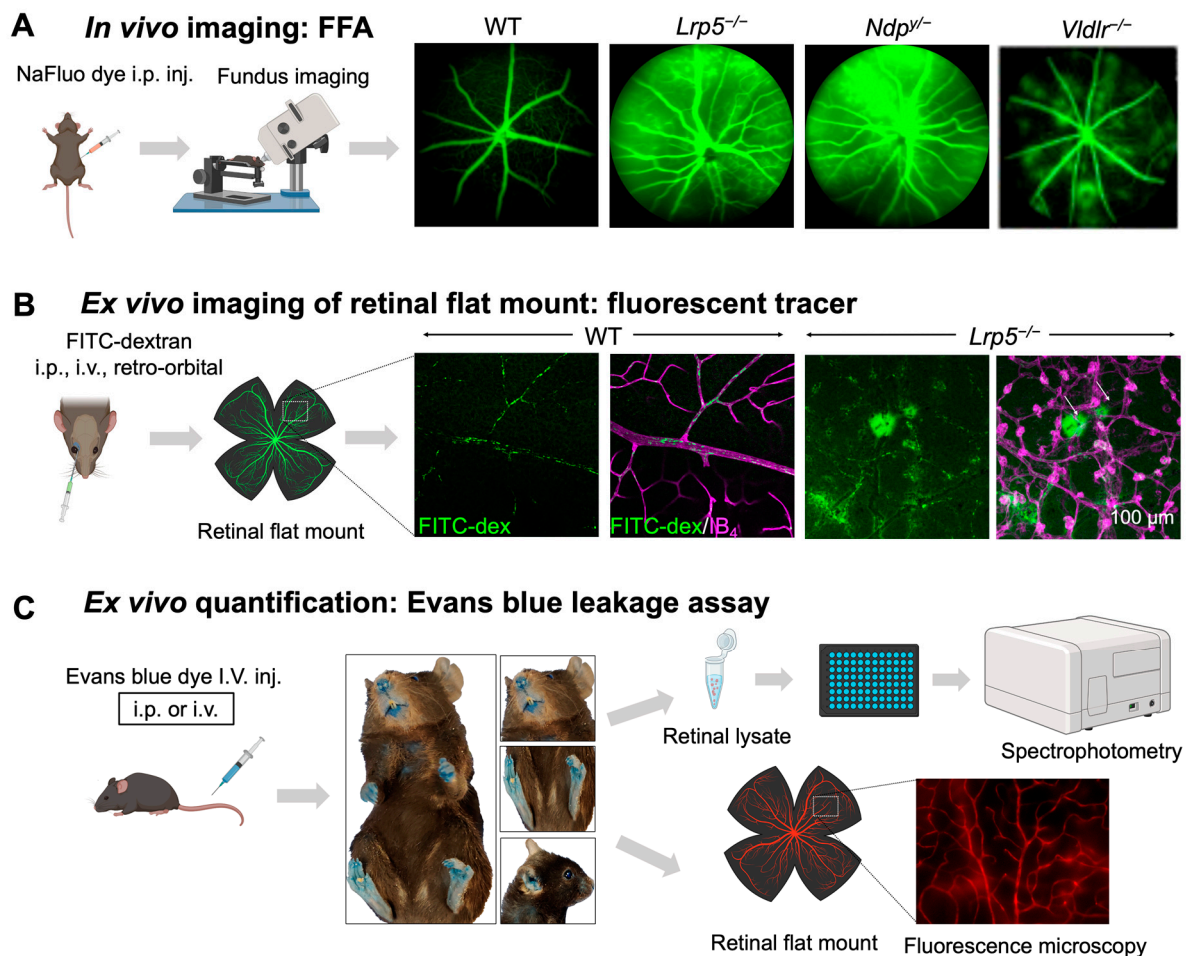 A In vivo imaging: FFA
NaFluo dye i.p. inj.
Fundus imaging
WT
Lrp5–/–
Ndpy/–
Vldlr–/–
B Ex vivo imaging of retinal flat mount: fluorescent tracer
FITC-dextran
i.p., i.v., retro-orbital
Retinal flat mount
WT
Lrp5–/–
FITC-dex
FITC-dex/IB4
100 µm
C Ex vivo quantification: Evans blue leakage assay
Evans blue dye I.V. inj.
i.p. or i.v.
Retinal lysate
Spectrophotometry
Retinal flat mount
Fluorescence microscopy